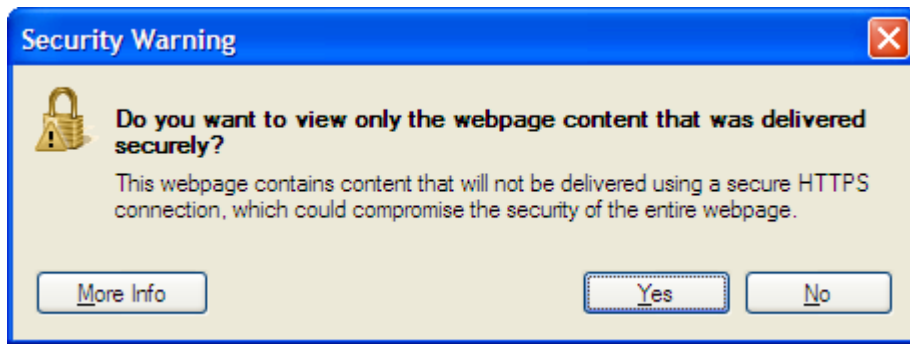 Security Warning
Do you want to view only the webpage content that was delivered
securely?
This webpage contains content that will not be delivered using a secure HTTPS
connection, which could compromise the security of the entire webpage.
More Info Yes No